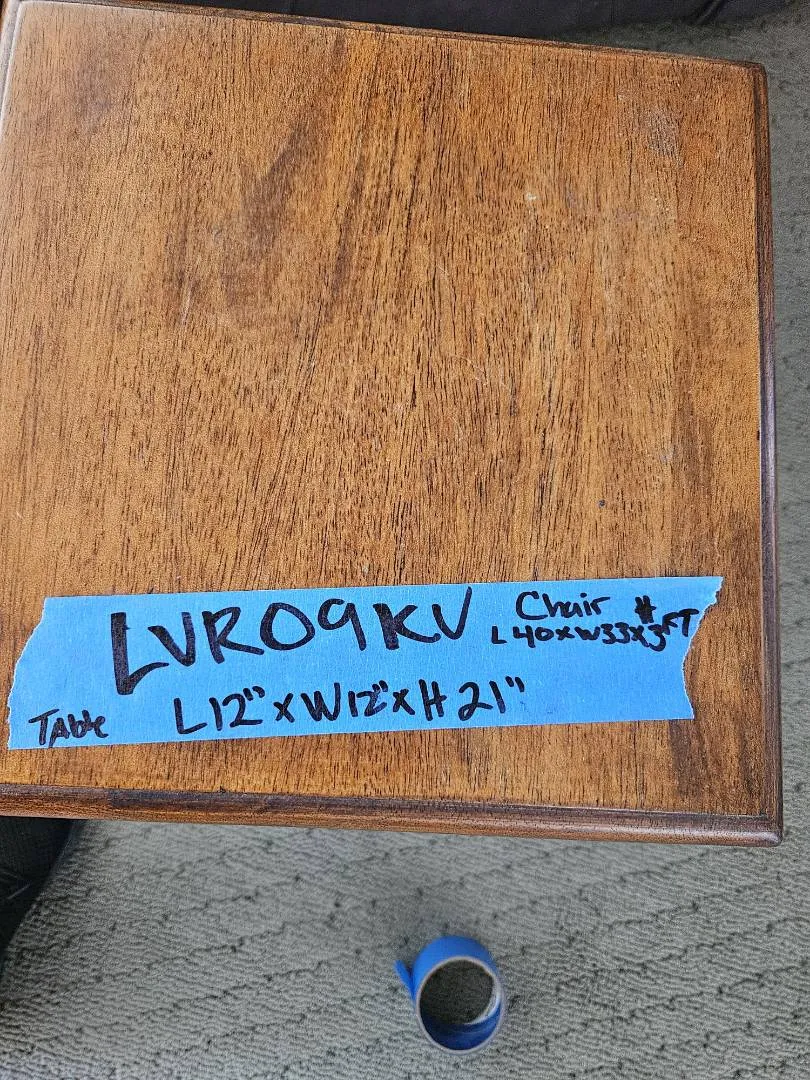 LVR09KV
Chair #
L40xW33x3FT
Table L12"xW12"xH21"